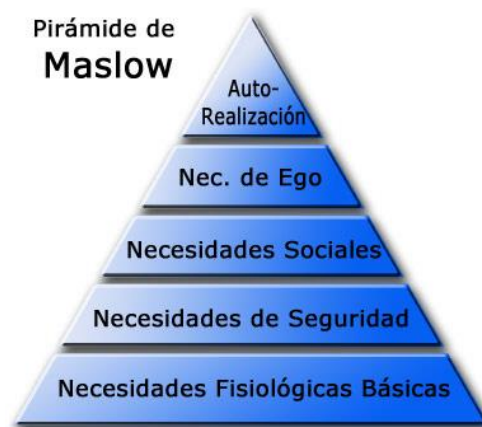 Pirámide de
Maslow
Auto-
Realización
Nec. de Ego
Necesidades Sociales
Necesidades de Seguridad
Necesidades Fisiológicas Básicas